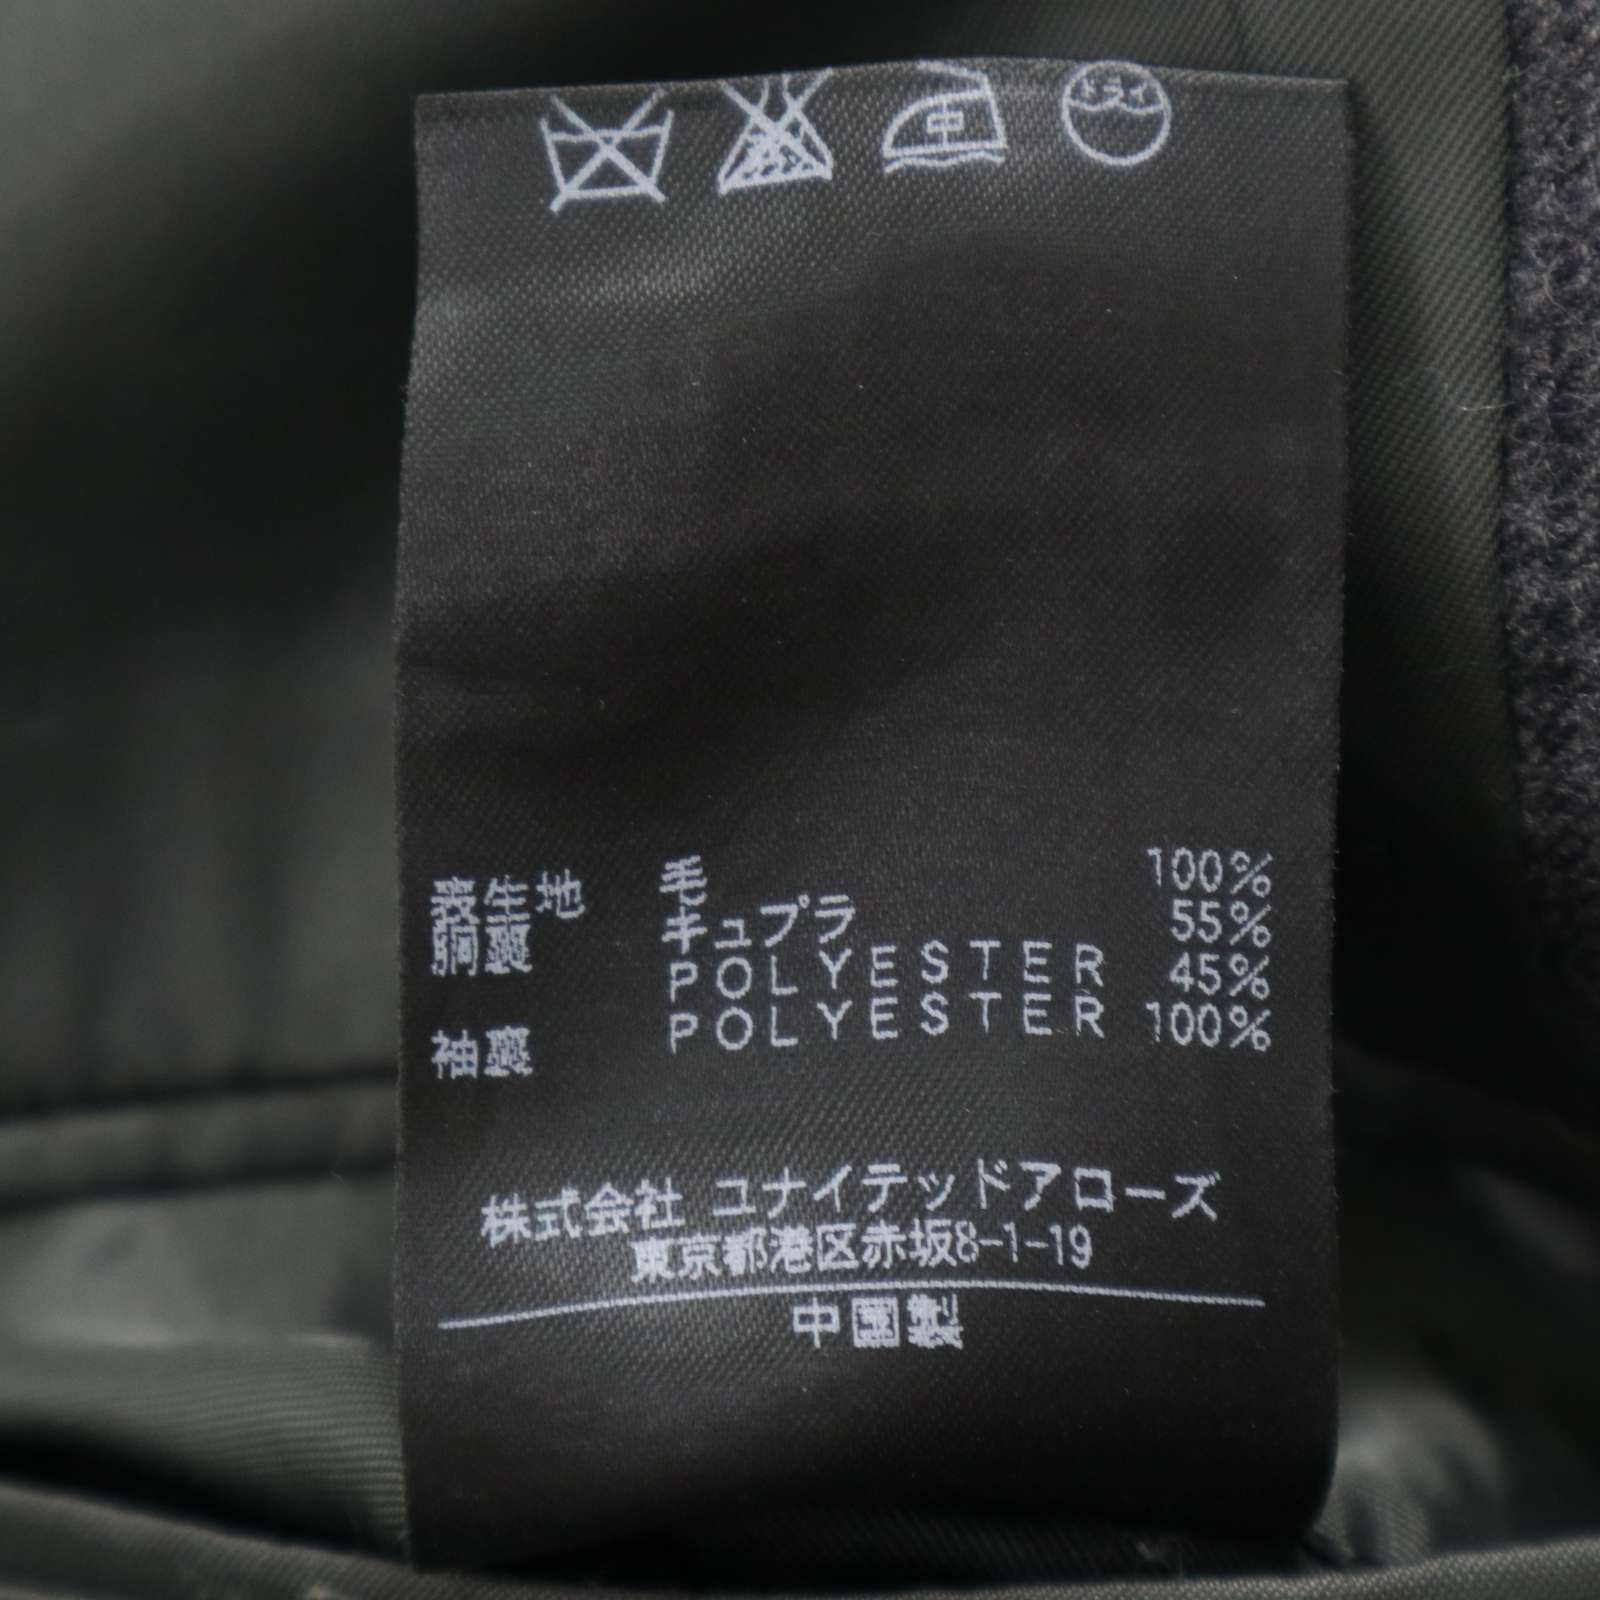 中 ドライ
表生地 毛 100%
胴裏 キュプラ 55%
POLYESTER 45%
袖裏 POLYESTER 100%
株式会社 ユナイテッドアローズ
東京都港区赤坂8-1-19
中国製